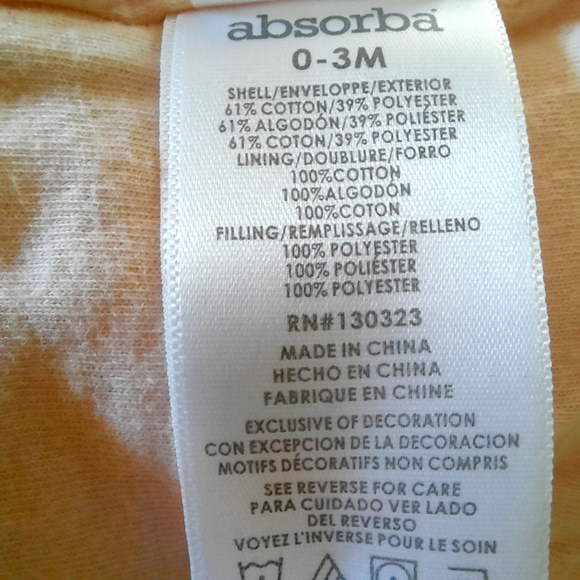 absorba
0-3M
SHELL/ENVELOPPE/EXTERIOR
61% COTTON/39% POLYESTER
61% ALGODÓN/39% POLIÉSTER
61% COTON/39% POLYESTER
LINING/DOUBLURE/FORRO
100%COTTON
100%ALGODÓN
100%COTON
FILLING/REMPLISSAGE/RELLENO
100% POLYESTER
100% POLIÉSTER
100% POLYESTER
RN#130323
MADE IN CHINA
HECHO EN CHINA
FABRIQUE EN CHINE
EXCLUSIVE OF DECORATION
CON EXCEPCION DE LA DECORACION
MOTIFS DÉCORATIFS NON COMPRIS
SEE REVERSE FOR CARE
PARA CUIDADO VER LADO
DEL REVERSO
VOYEZ L'INVERSE POUR LE SOIN